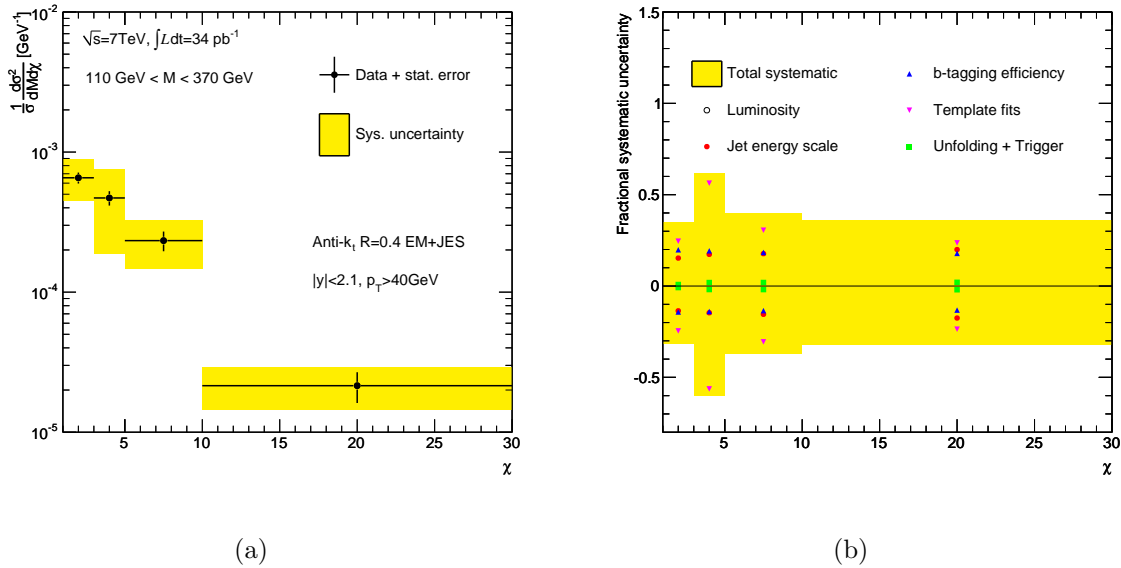 √s=7TeV, ∫Ldt=34 pb⁻¹
110 GeV < M < 370 GeV
Data + stat. error
Sys. uncertainty
Anti-kₜ R=0.4 EM+JES
|y|<2.1, p_T>40GeV
1/σ dσ²/dMdχ [GeV⁻¹]
10⁻²
10⁻³
10⁻⁴
10⁻⁵
5 10 15 20 25 30
χ
(a)
Fractional systematic uncertainty
1.5
1
0.5
0
-0.5
Total systematic
Luminosity
Jet energy scale
b-tagging efficiency
Template fits
Unfolding + Trigger
5 10 15 20 25 30
χ
(b)